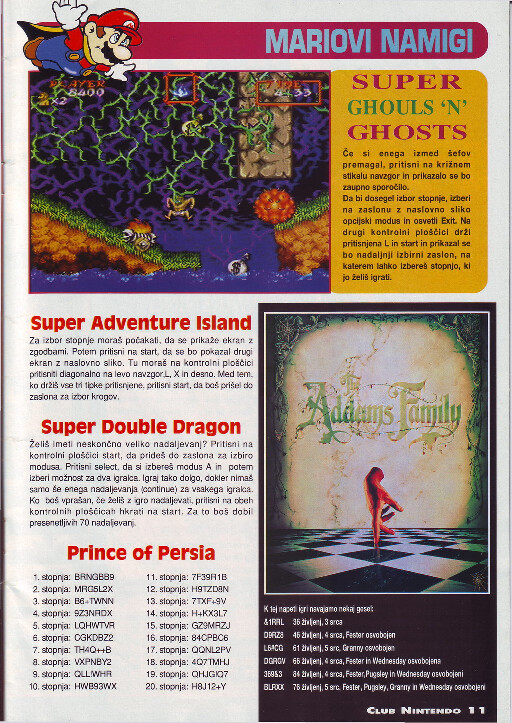 MARIOVI NAMIGI
PLAYER
8400
x2
4:33
SUPER
GHOULS ‘N’
GHOSTS
Če si enega izmed šefov
premagal, pritisni na križnem
stikalu navzgor in prikazalo se bo
zaupno sporočilo.
Da bi dosegel izbor stopnje, izberi
na zaslonu z naslovno sliko
opcijski modus in osvetli Exit. Na
drugi kontrolni ploščici drži
pritisnjena L in start in prikazal se
bo nadaljnji izbirni zaslon, na
katerem lahko izbereš stopnjo, ki
jo želiš igrati.
Super Adventure Island
Za izbor stopnje moraš počakati, da se prikaže ekran z
zgodbami. Potem pritisni na start, da se bo pokazal drugi
ekran z naslovno sliko. Tu moraš na kontrolni ploščici
pritisniti diagonalno na levo navzgor,L, X in desno. Med tem,
ko držiš vse tri tipke pritisnjene, pritisni start, da boš prišel do
zaslona za izbor krogov.
Super Double Dragon
Želiš imeti neskončno veliko nadaljevanj? Pritisni na
kontrolni ploščici start, da prideš do zaslona za izbiro
modusa. Pritisni select, da si izbereš modus A in potem
izberi možnost za dva igralca. Igraj tako dolgo, dokler nimaš
samo še enega nadaljevanja (continue) za vsakega igralca.
Ko boš vprašan, če želiš z igro nadaljevati, pritisni na obeh
kontrolnih ploščicah hkrati na start. Za to boš dobil
presenetljivih 70 nadaljevanj.
Prince of Persia
1. stopnja: BRNGBB9
2. stopnja: MRG5L2X
3. stopnja: B6+TWNN
4. stopnja: 9Z3NRDX
5. stopnja: LQHWTVR
6. stopnja: CGKDBZ2
7. stopnja: TH4Q++B
8. stopnja: VXPNBY2
9. stopnja: QLLIWHR
10. stopnja: HWB93WX
11. stopnja: 7F39R1B
12. stopnja: H9TZD8N
13. stopnja: 7TXF+9V
14. stopnja: H+KX3L7
15. stopnja: GZ9MRZJ
16. stopnja: 84CPBC6
17. stopnja: QQNL2PV
18. stopnja: 4Q7TMHJ
19. stopnja: QHJGIQ7
20. stopnja: H8J12+Y
The
Addams Family
K tej napeti igri navajamo nekaj gesel:
&1RRL 36 življenj, 3 srca
D9RZ8 46 življenj, 4 srca, Fester osvobojen
L6#CG 61 življenj, 5 src, Granny osvobojen
DGRGV 66 življenj, 4 srca, Fester in Wednesday osvobojena
369&3 84 življenj, 4 srca, Fester,Pugsley in Wednesday osvobojeni
BLRXX 76 življenj, 5 src, Fester, Pugsley, Granny in Wednesday osvobojeni
CLUB NINTENDO 11